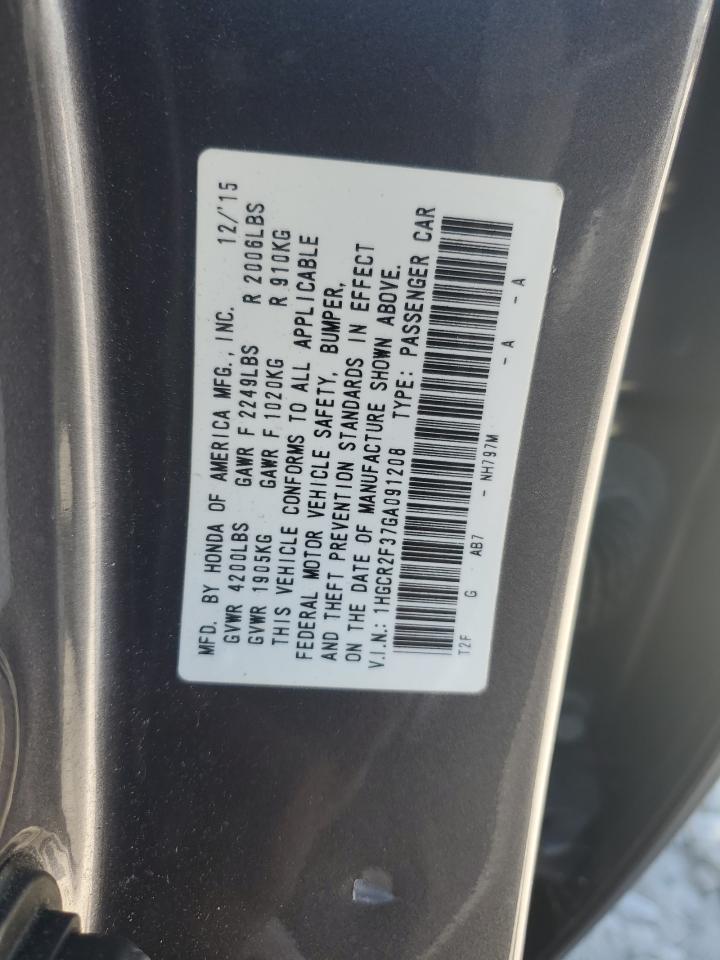 MFD. BY HONDA OF AMERICA MFG., INC. 12/'15
GVWR 4200LBS GAWR F 2249LBS R 2006LBS
GVWR 1905KG GAWR F 1020KG R 910KG
THIS VEHICLE CONFORMS TO ALL APPLICABLE
FEDERAL MOTOR VEHICLE SAFETY, BUMPER,
AND THEFT PREVENTION STANDARDS IN EFFECT
ON THE DATE OF MANUFACTURE SHOWN ABOVE.
V.I.N.: 1HGCR2F37GA091208 TYPE: PASSENGER CAR
T2F G AB7 - NH797M - A - A